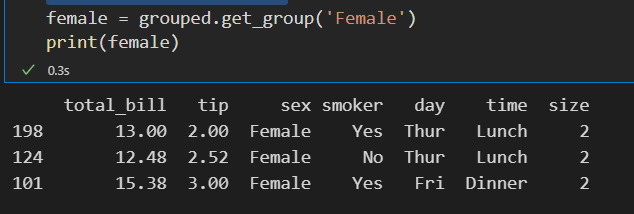 female = grouped.get_group('Female')
print(female)
0.3s
total_bill tip sex smoker day time size
198 13.00 2.00 Female Yes Thur Lunch 2
124 12.48 2.52 Female No Thur Lunch 2
101 15.38 3.00 Female Yes Fri Dinner 2